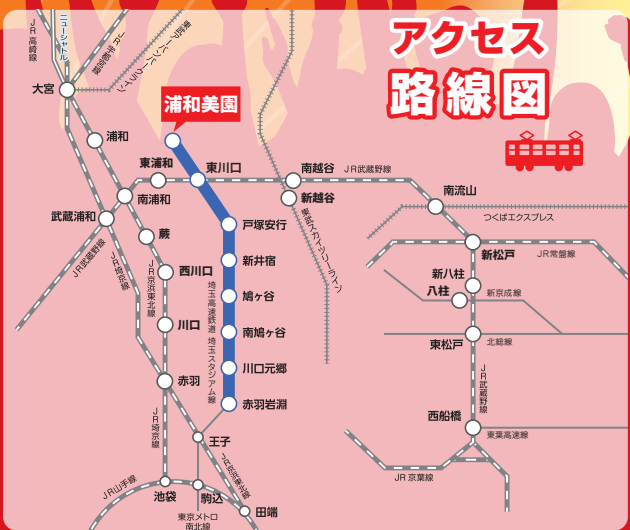 アクセス
路線図
JR高崎線
ニューシャトル
JR宇都宮線
東武アーバンパークライン
大宮
浦和美園
浦和
東浦和
東川口
南越谷
JR武蔵野線
新越谷
南流山
つくばエクスプレス
南浦和
武蔵浦和
戸塚安行
東武スカイツリーライン
蕨
新松戸
JR常盤線
JR武蔵野線
JR埼京線
JR京浜東北線
西川口
新井宿
新八柱
八柱
新京成線
鳩ヶ谷
埼玉高速鉄道 埼玉スタジアム線
川口
南鳩ヶ谷
東松戸
北総線
川口元郷
赤羽
JR武蔵野線
赤羽岩淵
JR埼京線
西船橋
東葉高速線
王子
JR京浜東北線
JR京葉線
JR山手線
池袋
駒込
田端
東京メトロ
南北線